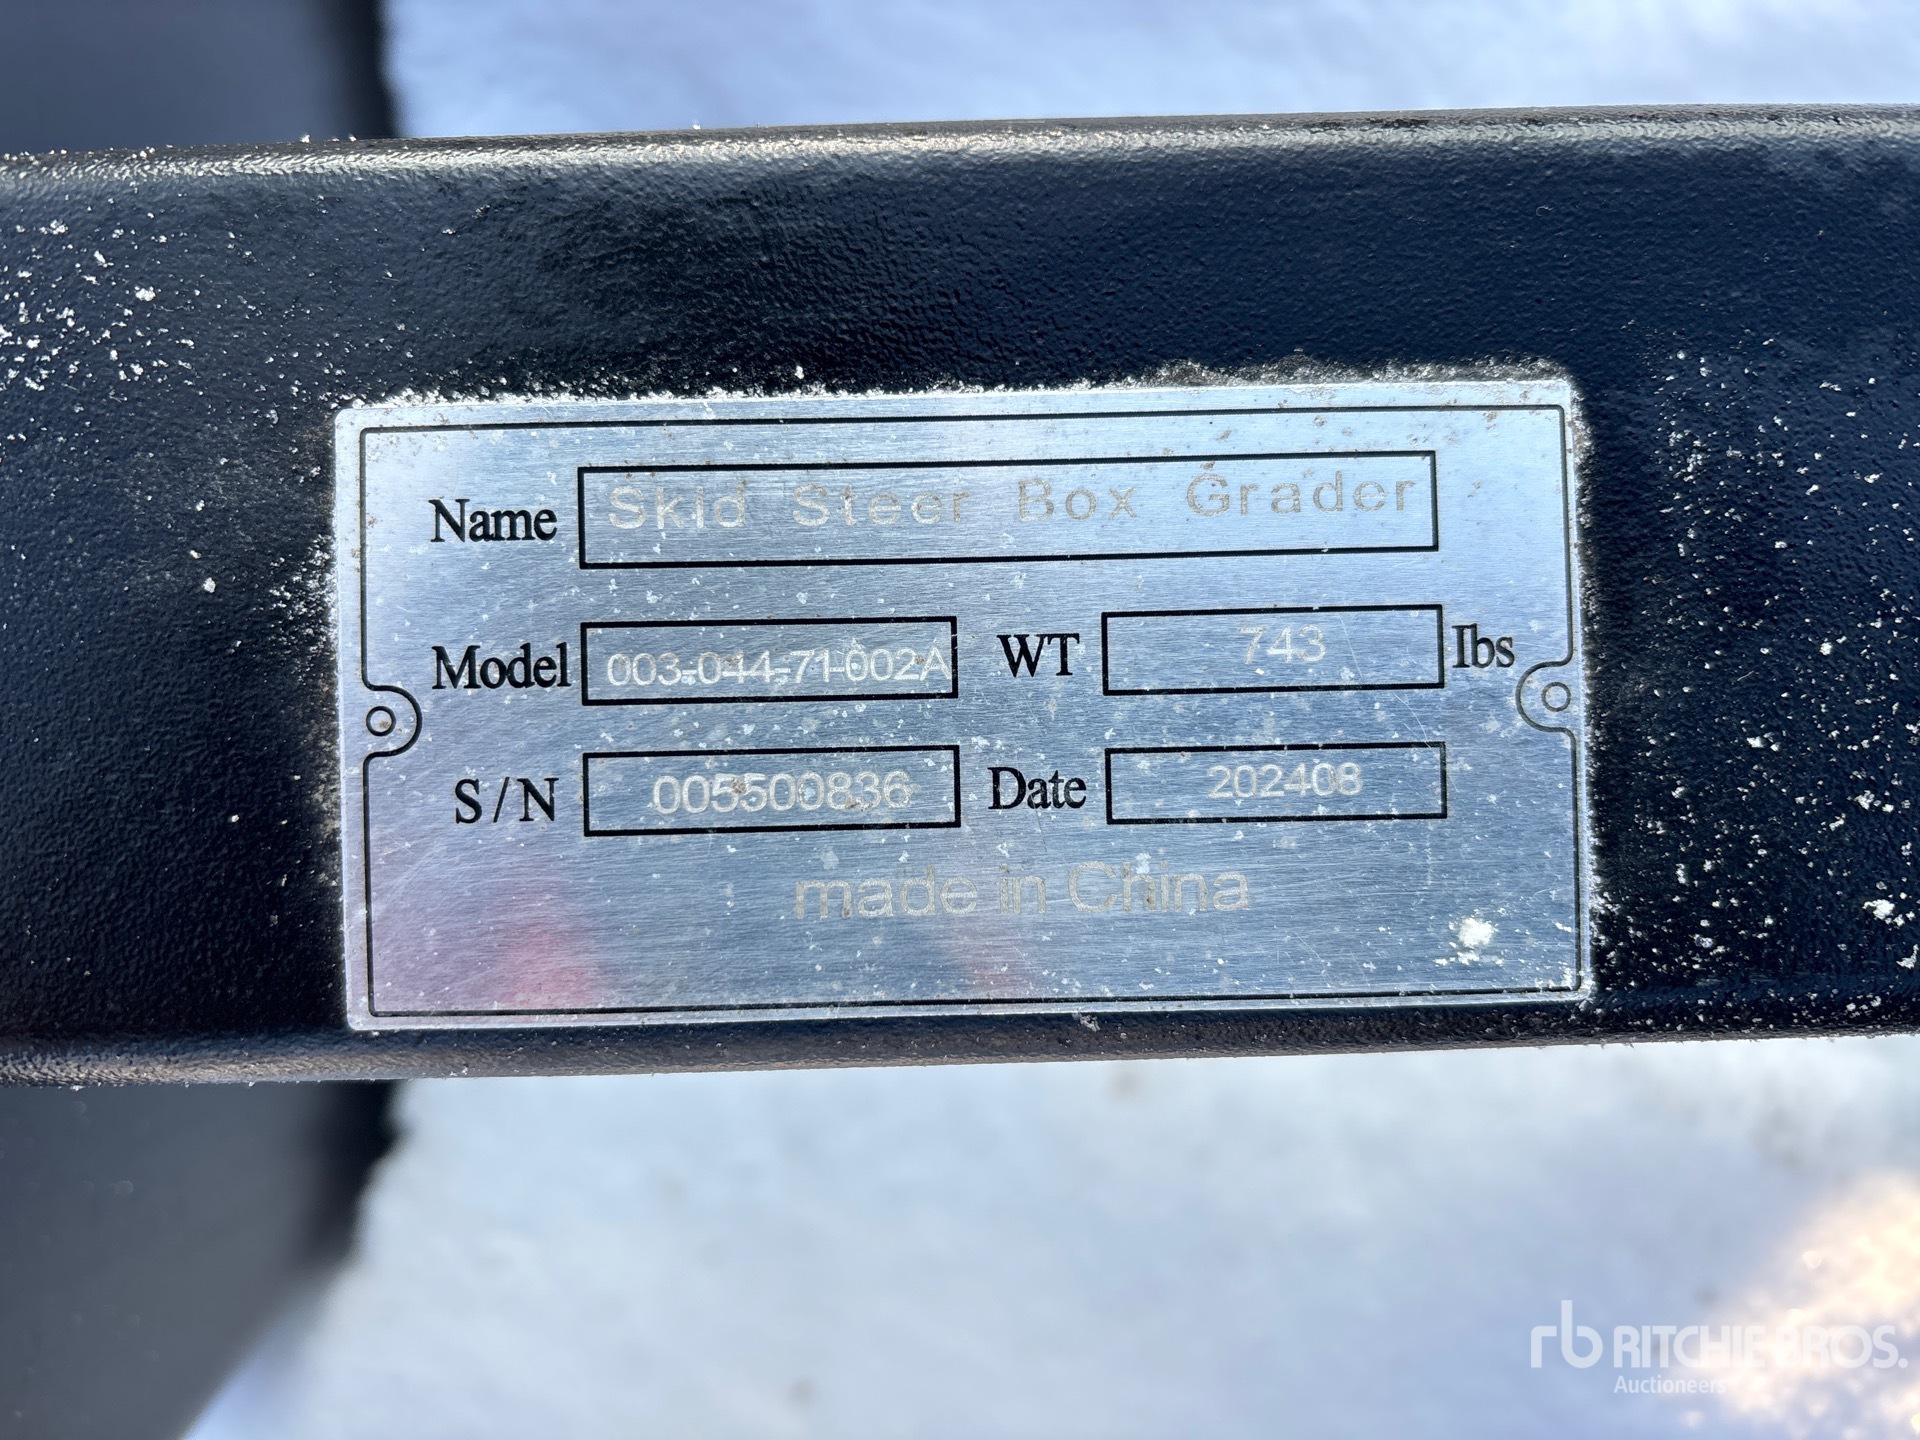 Name Skid Steer Box Grader
Model 003-044-71-002A WT 743 Ibs
S/N 005500836 Date 202408
made in China
rb RITCHIE BROS.
Auctioneers